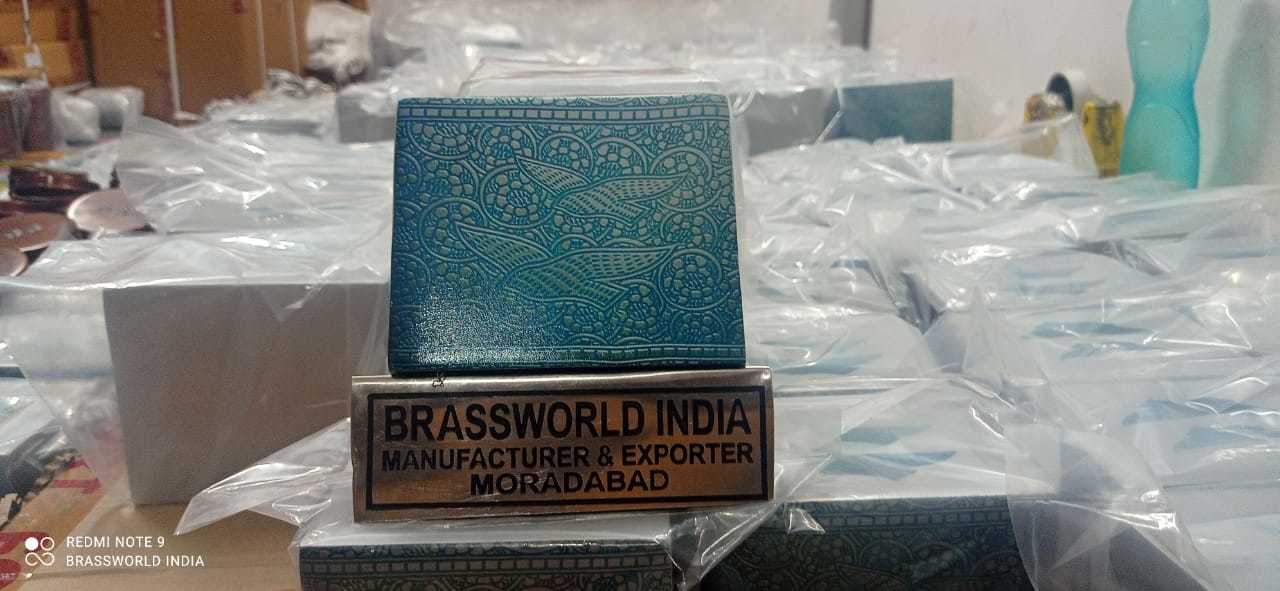 BRASSWORLD INDIA
MANUFACTURER & EXPORTER
MORADABAD
REDMI NOTE 9
BRASSWORLD INDIA